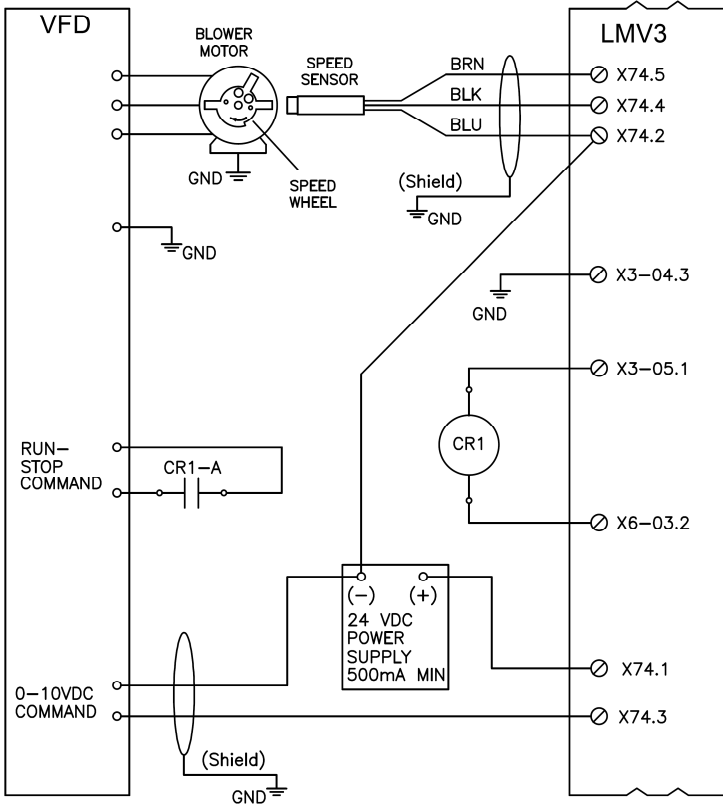 VFD
BLOWER
MOTOR
SPEED
SENSOR
LMV3
BRN
X74.5
BLK
X74.4
BLU
X74.2
GND
SPEED
WHEEL
(Shield)
GND
GND
X3-04.3
GND
X3-05.1
CR1
RUN-
STOP
COMMAND
CR1-A
X6-03.2
(-)
(+)
24 VDC
POWER
SUPPLY
500mA MIN
X74.1
0-10VDC
COMMAND
X74.3
(Shield)
GND